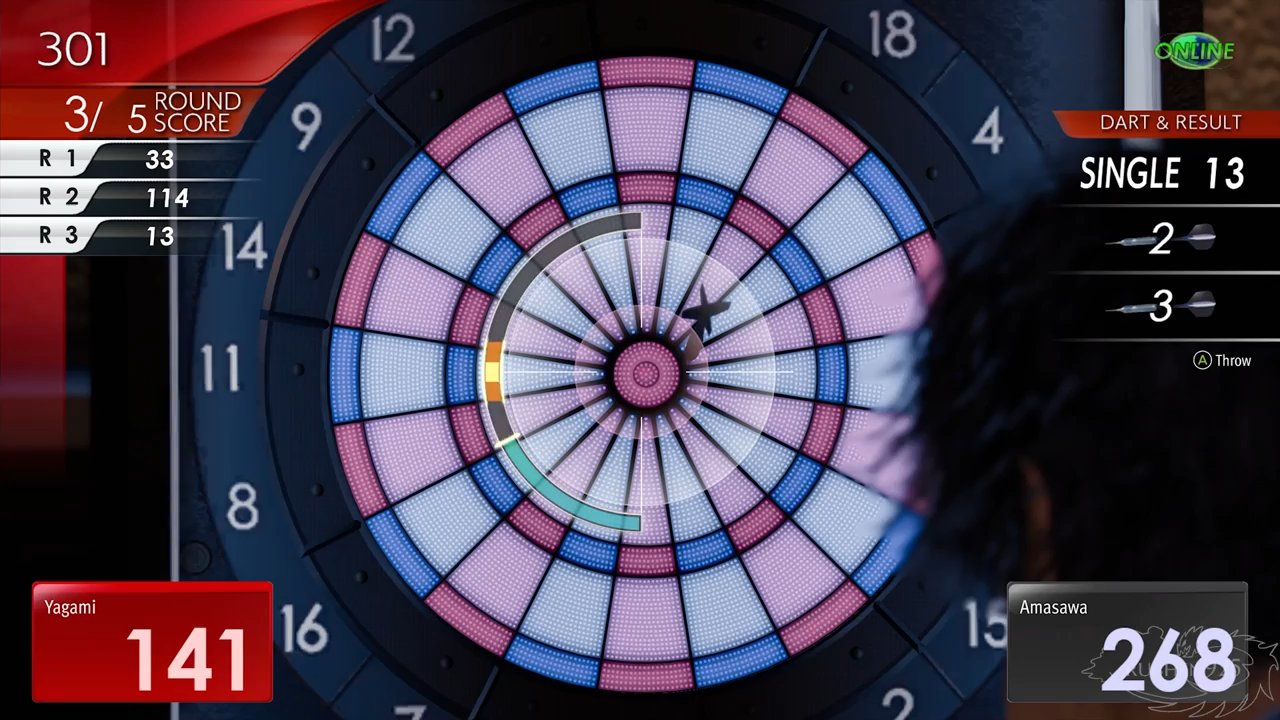 301
3/ 5 ROUND SCORE
R 1 33
R 2 114
R 3 13
12
18
9
4
14
11
8
16
15
7
2
ONLINE
DART & RESULT
SINGLE 13
2
3
A Throw
Yagami
141
Amasawa
268